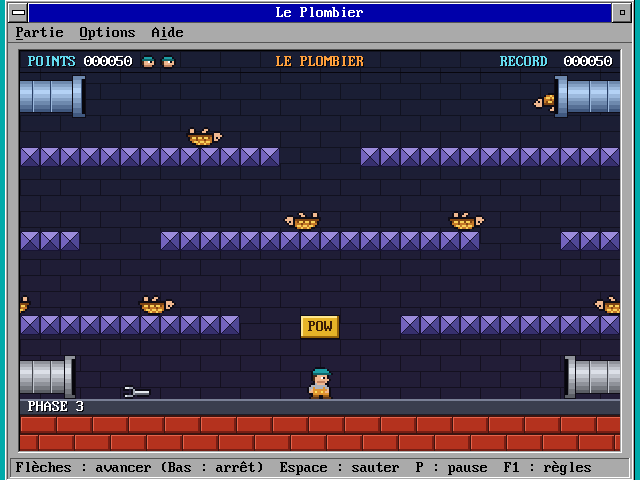 Le Plombier
Partie Options Aide
POINTS 000050 LE PLOMBIER RECORD 000050
POW
PHASE 3
Flèches : avancer (Bas : arrêt) Espace : sauter P : pause F1 : règles